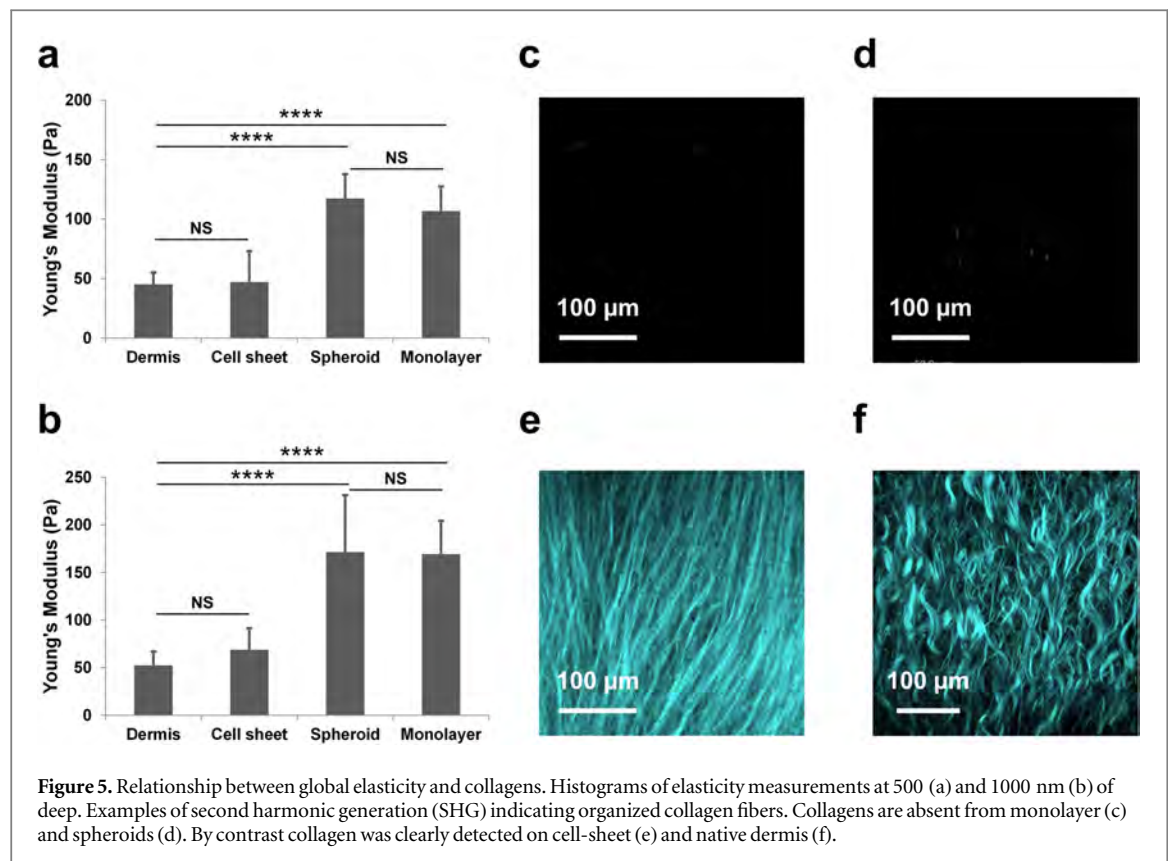 a
200
150
100
50
0
Young's Modulus (Pa)
****
****
NS
NS
Dermis Cell sheet Spheroid Monolayer
c
100 µm
d
100 µm
b
250
200
150
100
50
0
Young's Modulus (Pa)
****
****
NS
NS
Dermis Cell sheet Spheroid Monolayer
e
100 µm
f
100 µm
Figure 5. Relationship between global elasticity and collagens. Histograms of elasticity measurements at 500 (a) and 1000 nm (b) of
deep. Examples of second harmonic generation (SHG) indicating organized collagen fibers. Collagens are absent from monolayer (c)
and spheroids (d). By contrast collagen was clearly detected on cell-sheet (e) and native dermis (f).